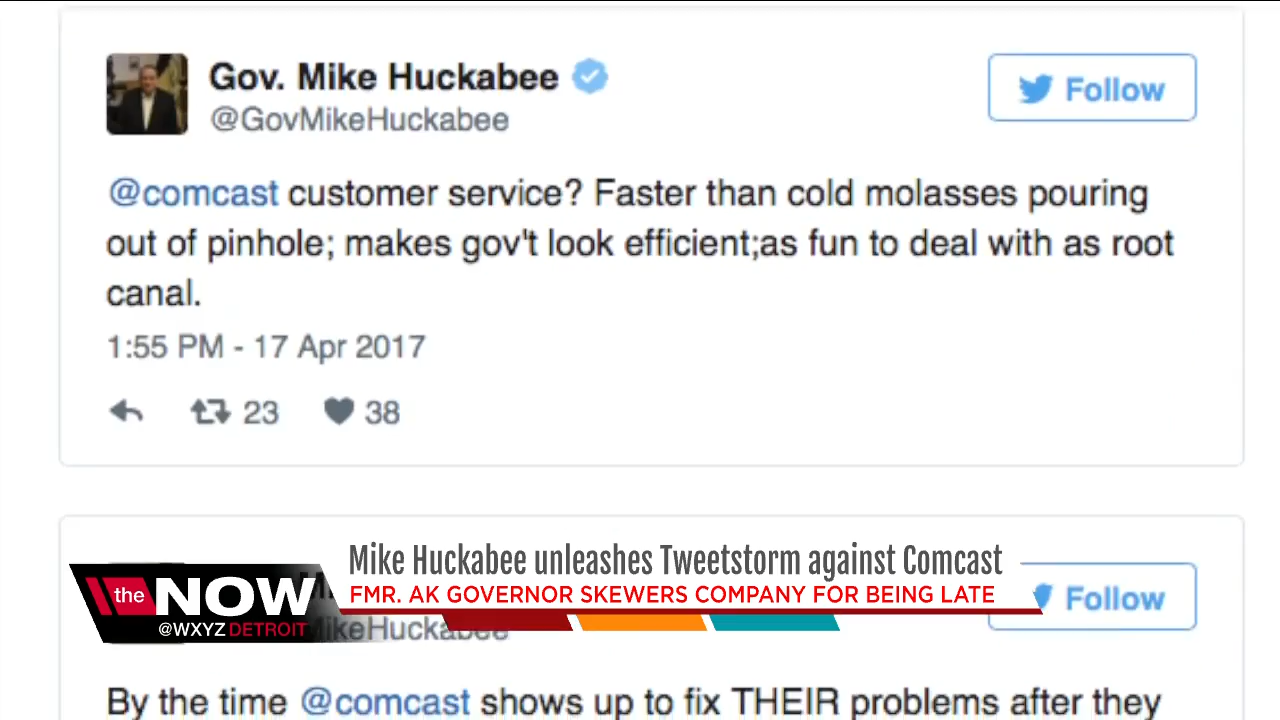 Gov. Mike Huckabee
@GovMikeHuckabee
Follow
@comcast customer service? Faster than cold molasses pouring
out of pinhole; makes gov't look efficient;as fun to deal with as root
canal.
1:55 PM - 17 Apr 2017
23 38
Mike Huckabee unleashes Tweetstorm against Comcast
FMR. AK GOVERNOR SKEWERS COMPANY FOR BEING LATE
the NOW
@WXYZDETROIT
ikeHuckabee
Follow
By the time @comcast shows up to fix THEIR problems after they